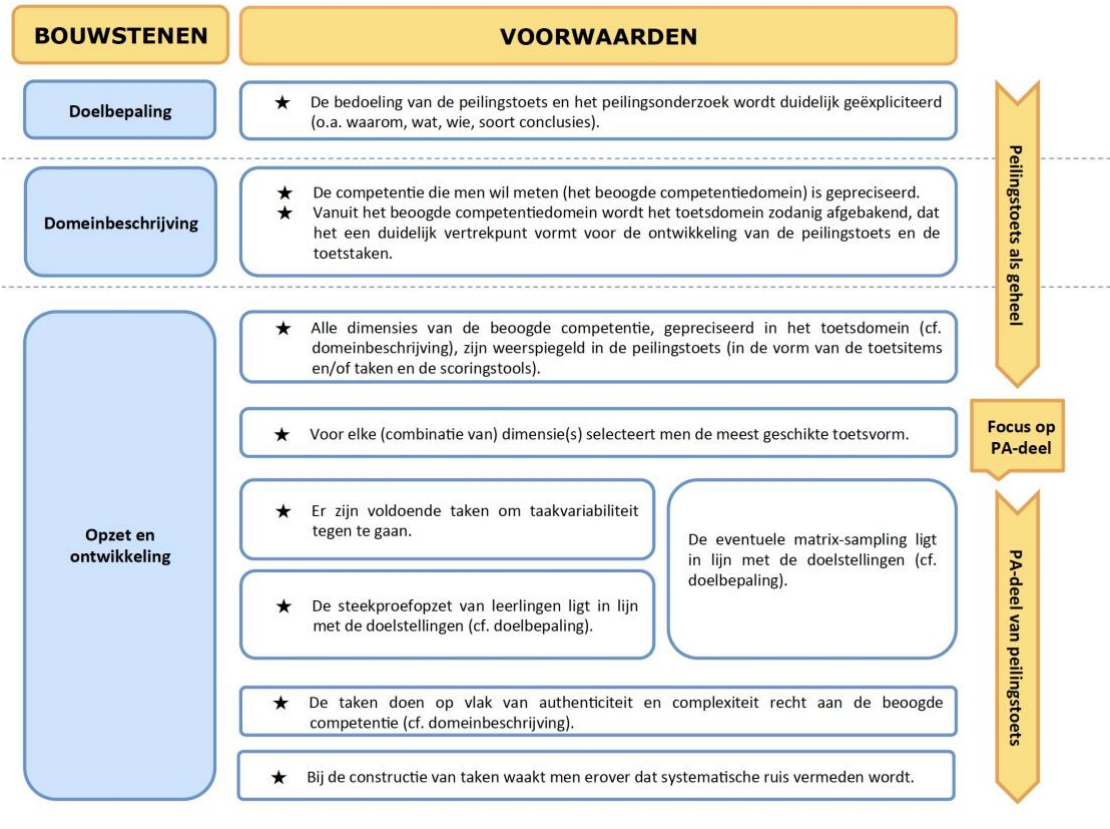 BOUWSTENEN
VOORWAARDEN
Doelbepaling
★ De bedoeling van de peilingstoets en het peilingsonderzoek wordt duidelijk geëxpliciteerd
(o.a. waarom, wat, wie, soort conclusies).
Domeinbeschrijving
★ De competentie die men wil meten (het beoogde competentiedomein) is gepreciseerd.
★ Vanuit het beoogde competentiedomein wordt het toetsdomein zodanig afgebakend, dat
het een duidelijk vertrekpunt vormt voor de ontwikkeling van de peilingstoets en de
toetstaken.
Peilingstoets als geheel
Opzet en
ontwikkeling
★ Alle dimensies van de beoogde competentie, gepreciseerd in het toetsdomein (cf.
domeinbeschrijving), zijn weerspiegeld in de peilingstoets (in de vorm van de toetsitems
en/of taken en de scoringstools).
★ Voor elke (combinatie van) dimensie(s) selecteert men de meest geschikte toetsvorm.
Focus op
PA-deel
★ Er zijn voldoende taken om taakvariabiliteit
tegen te gaan.
★ De steekproefopzet van leerlingen ligt in lijn
met de doelstellingen (cf. doelbepaling).
De eventuele matrix-sampling ligt
in lijn met de doelstellingen (cf.
doelbepaling).
★ De taken doen op vlak van authenticiteit en complexiteit recht aan de beoogde
competentie (cf. domeinbeschrijving).
★ Bij de constructie van taken waakt men erover dat systematische ruis vermeden wordt.
PA-deel van peilingstoets